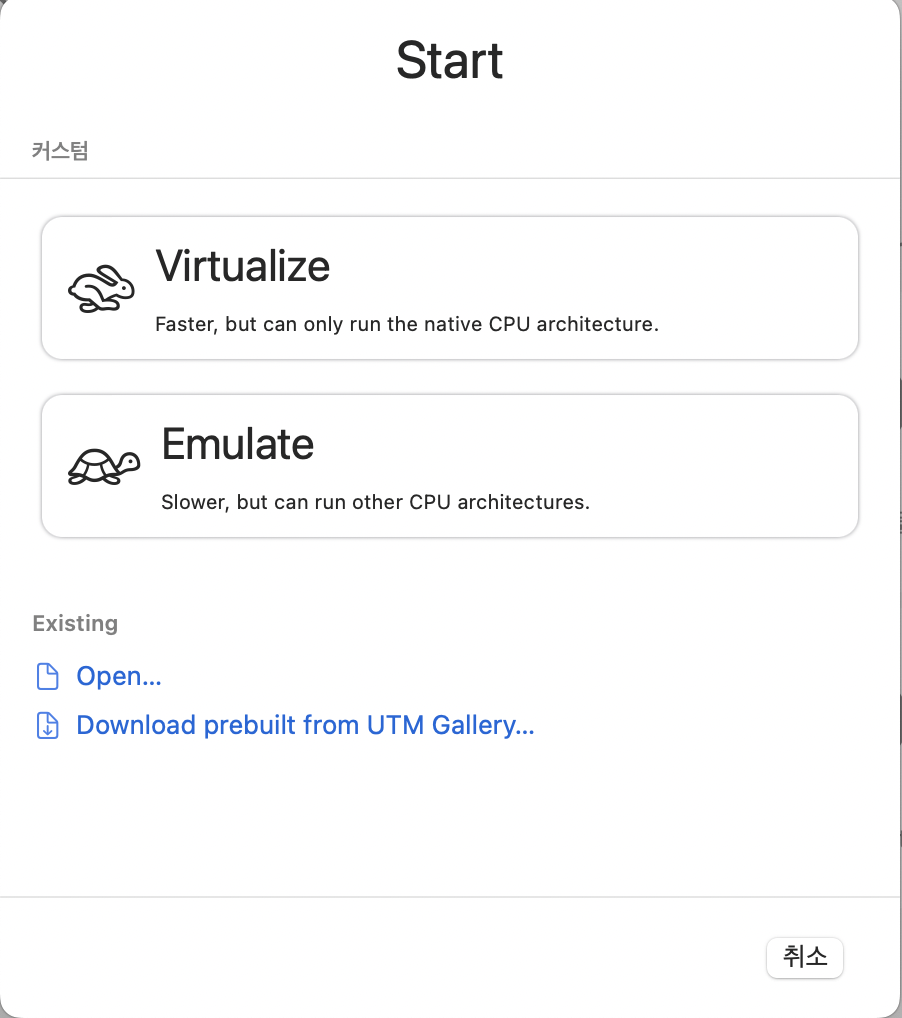 Start
커스텀
Virtualize
Faster, but can only run the native CPU architecture.
Emulate
Slower, but can run other CPU architectures.
Existing
Open...
Download prebuilt from UTM Gallery...
취소